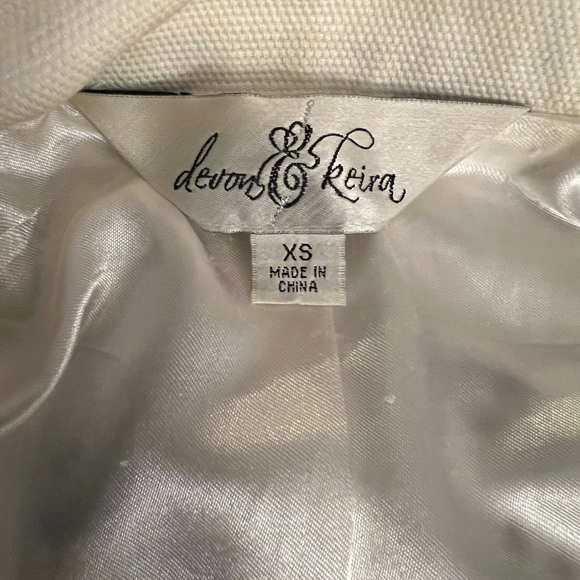 devon & keira
XS
MADE IN
CHINA